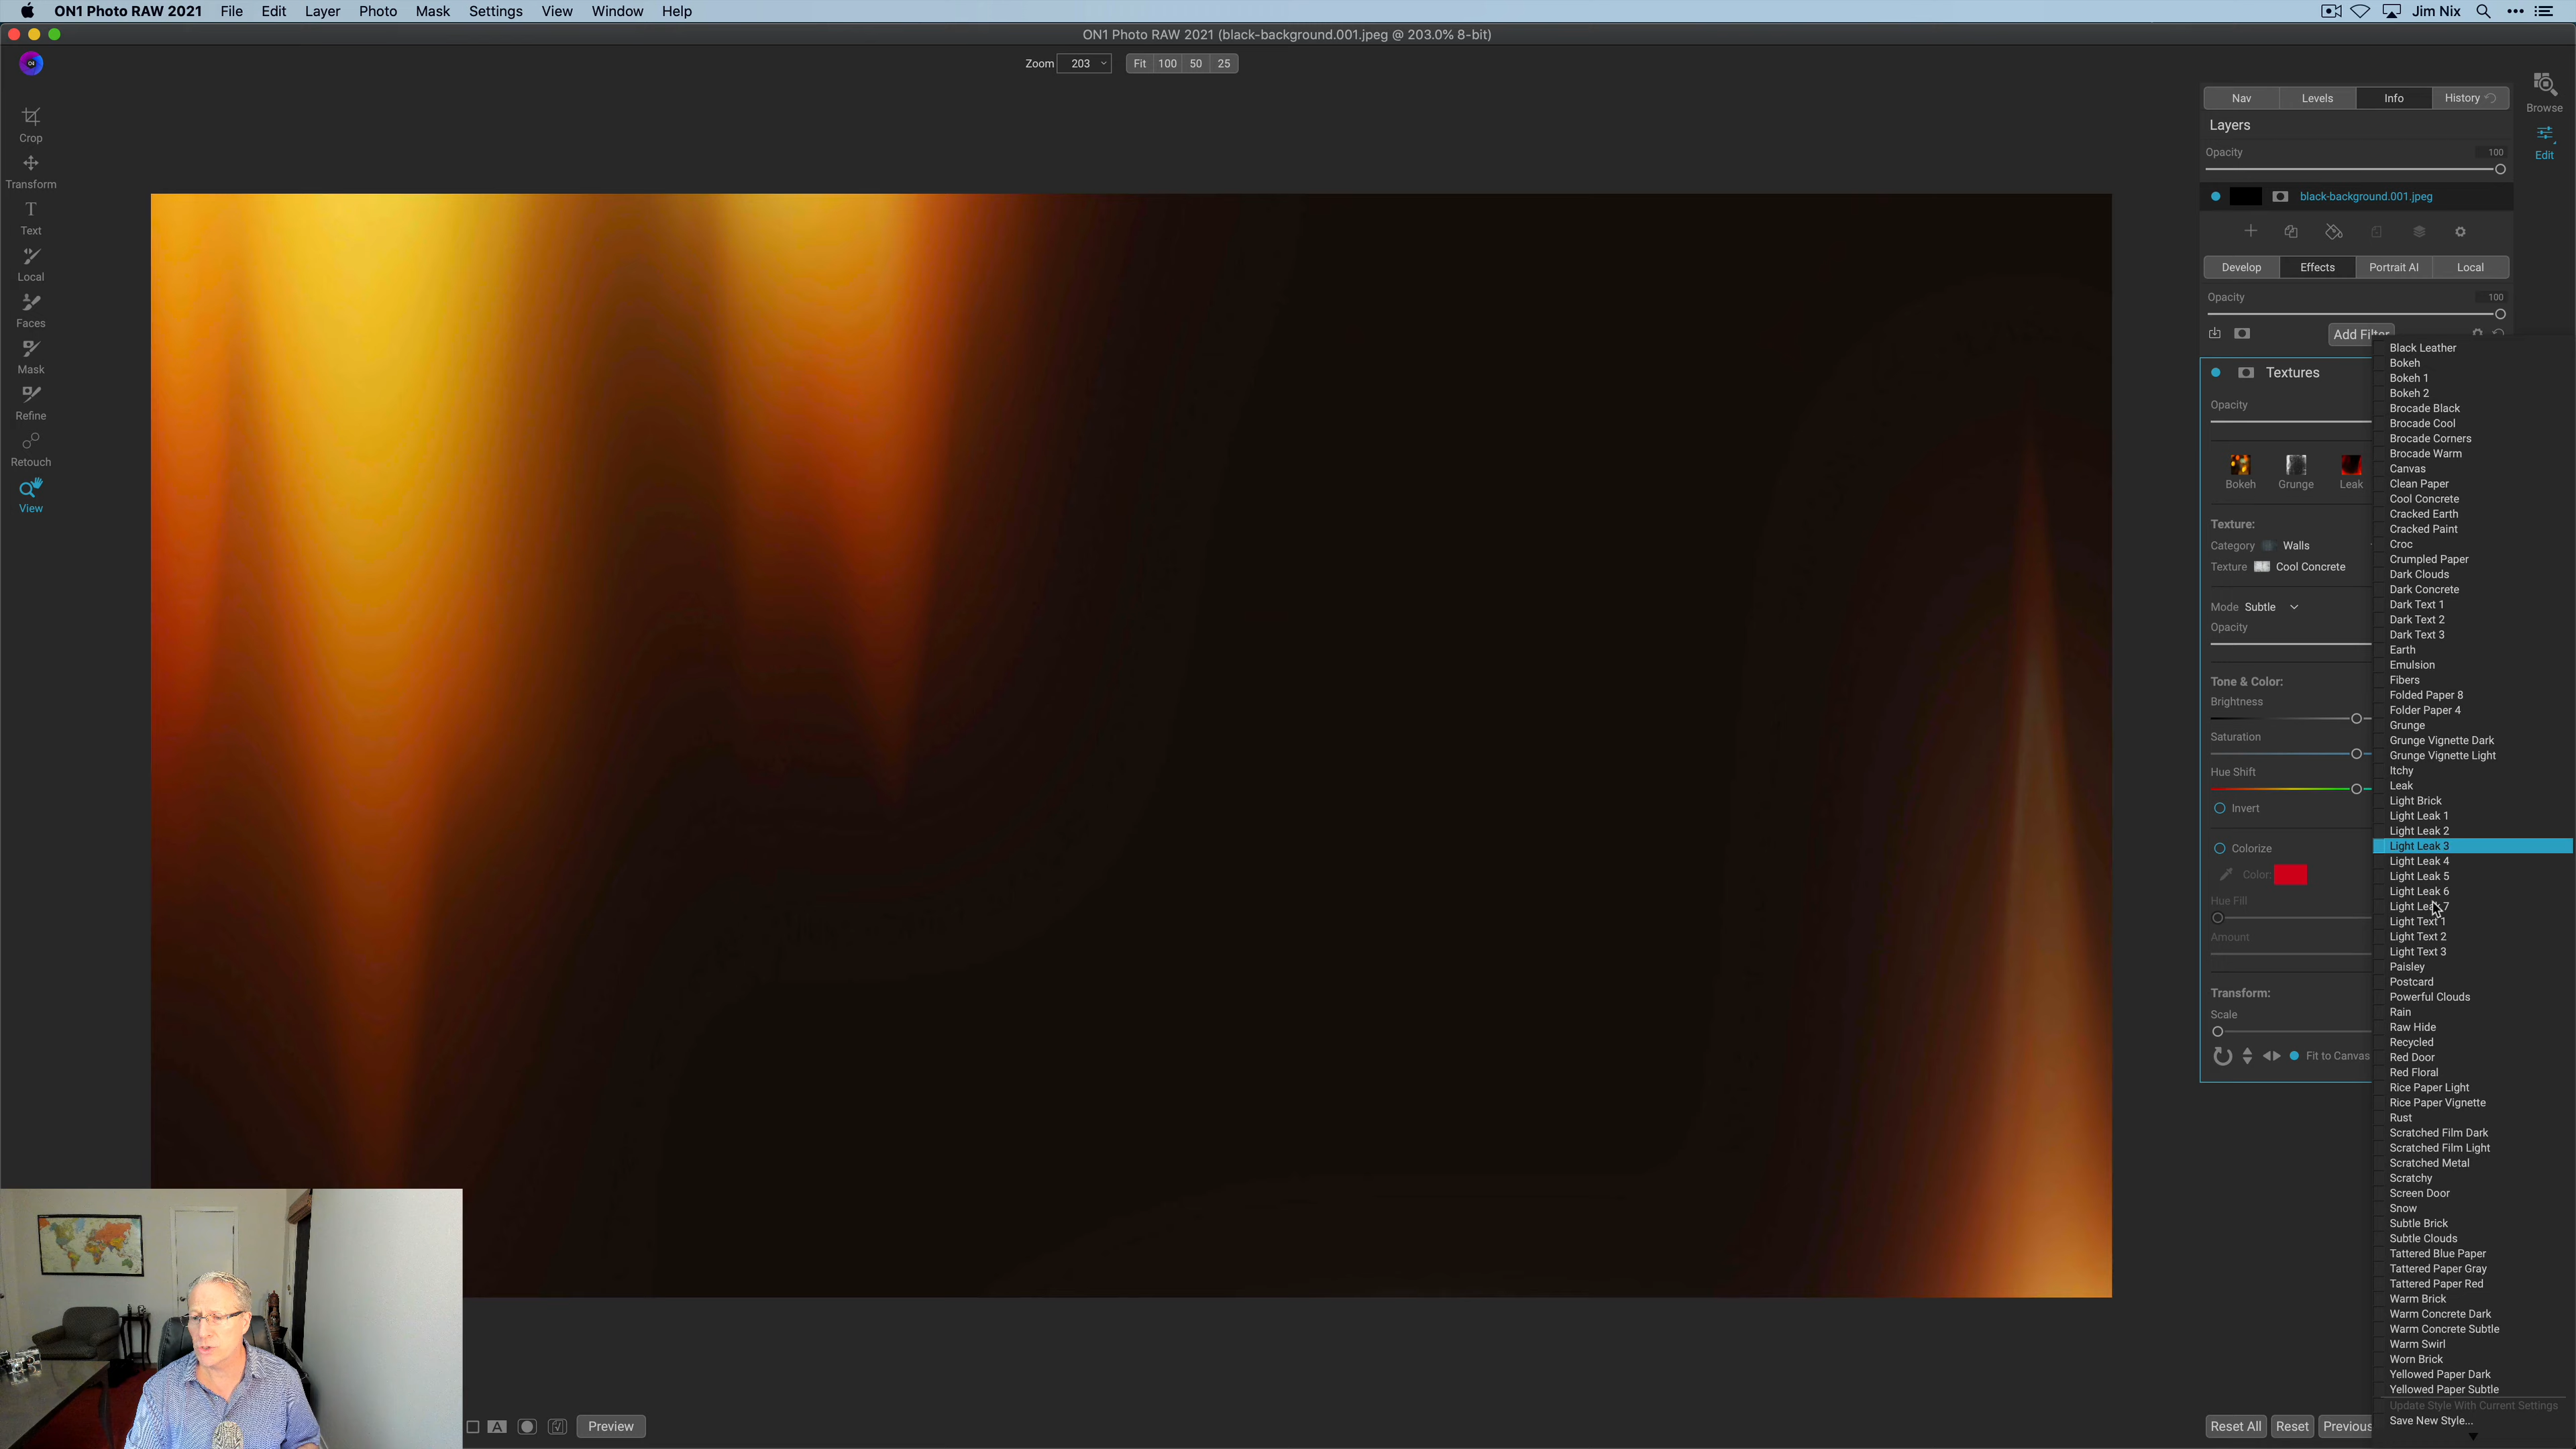 ON1 Photo RAW 2021 File Edit Layer Photo Mask Settings View Window Help Jim Nix
ON1 Photo RAW 2021 (black-background.001.jpeg @ 203.0% 8-bit)
Zoom 203 Fit 100 50 25
Crop
Transform
Text
Local
Faces
Mask
Refine
Retouch
View
Browse
Edit
Nav Levels Info History
Layers
Opacity 100
black-background.001.jpeg
Develop Effects Portrait AI Local
Opacity 100
Add Filter
Textures
Opacity
Bokeh Grunge Leak
Texture:
Category Walls
Texture Cool Concrete
Mode Subtle
Opacity
Tone & Color:
Brightness
Saturation
Hue Shift
Invert
Colorize
Color:
Hue Fill
Amount
Transform:
Scale
Fit to Canvas
Black Leather
Bokeh
Bokeh 1
Bokeh 2
Brocade Black
Brocade Cool
Brocade Corners
Brocade Warm
Canvas
Clean Paper
Cool Concrete
Cracked Earth
Cracked Paint
Croc
Crumpled Paper
Dark Clouds
Dark Concrete
Dark Text 1
Dark Text 2
Dark Text 3
Earth
Emulsion
Fibers
Folded Paper 8
Folder Paper 4
Grunge
Grunge Vignette Dark
Grunge Vignette Light
Itchy
Leak
Light Brick
Light Leak 1
Light Leak 2
Light Leak 3
Light Leak 4
Light Leak 5
Light Leak 6
Light Leak 7
Light Text 1
Light Text 2
Light Text 3
Paisley
Postcard
Powerful Clouds
Rain
Raw Hide
Recycled
Red Door
Red Floral
Rice Paper Light
Rice Paper Vignette
Rust
Scratched Film Dark
Scratched Film Light
Scratched Metal
Scratchy
Screen Door
Snow
Subtle Brick
Subtle Clouds
Tattered Blue Paper
Tattered Paper Gray
Tattered Paper Red
Warm Brick
Warm Concrete Dark
Warm Concrete Subtle
Warm Swirl
Worn Brick
Yellowed Paper Dark
Yellowed Paper Subtle
Update Style With Current Settings
Save New Style...
A Preview
Reset All Reset Previous